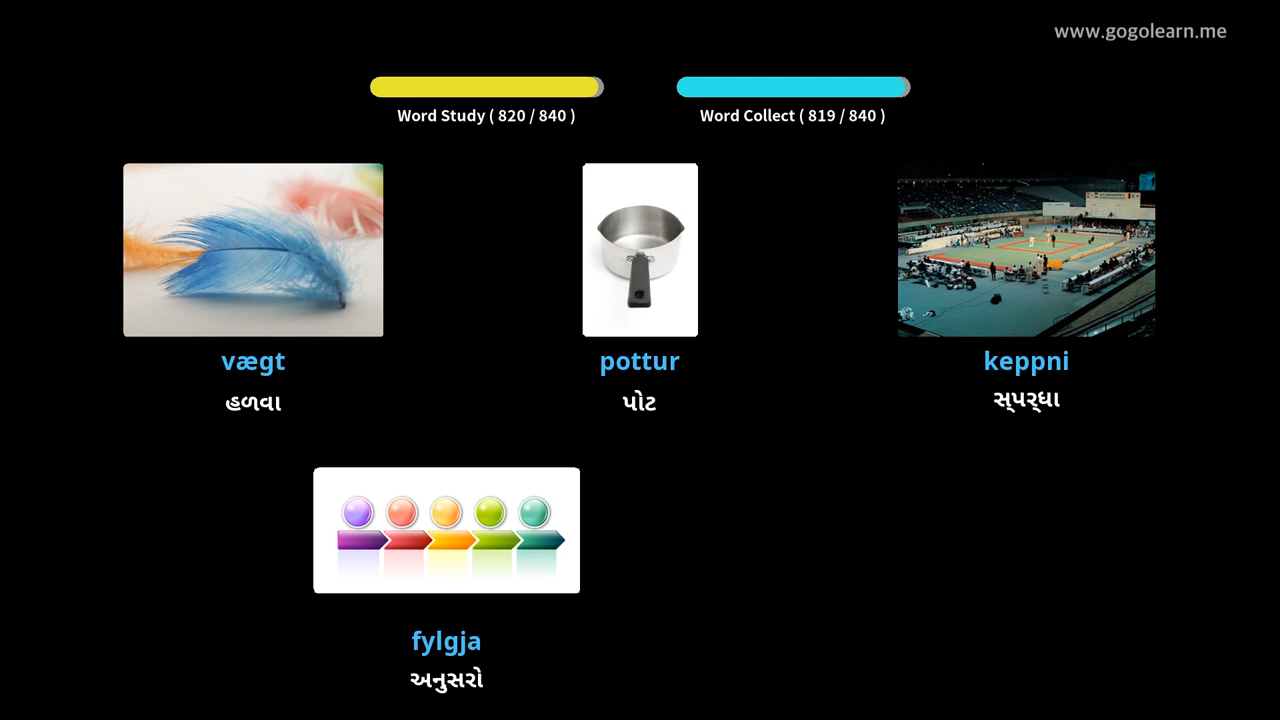 www.gogolearn.me
Word Study ( 820 / 840 )
Word Collect ( 819 / 840 )
vægt
હળવા
pottur
પોટ
keppni
સ્પર્ધા
fylgja
અનુસરો